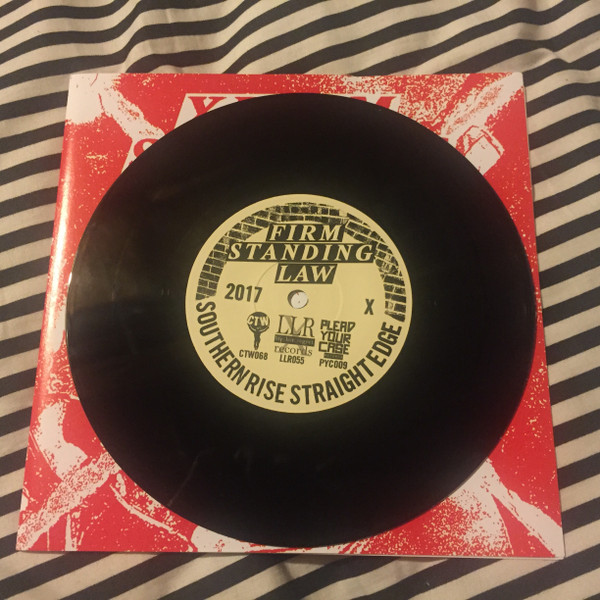 FIRM
STANDING
LAW
2017
X
CTW
LLR
records
PLEAD
YOUR
CASE
CTW068
LLR055
PYC009
SOUTHERN RISE STRAIGHT EDGE